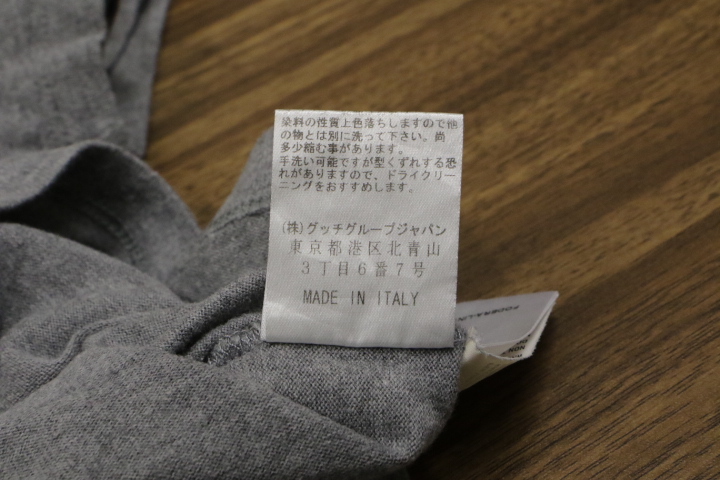 染料の性質上色落ちしますので他
の物とは別に洗って下さい。尚
多少縮む事があります。
手洗い可能ですが型くずれする恐
れがありますので、ドライクリー
ニングをおすすめします。
(株)グッチグループジャパン
東京都港区北青山
3丁目6番7号
MADE IN ITALY